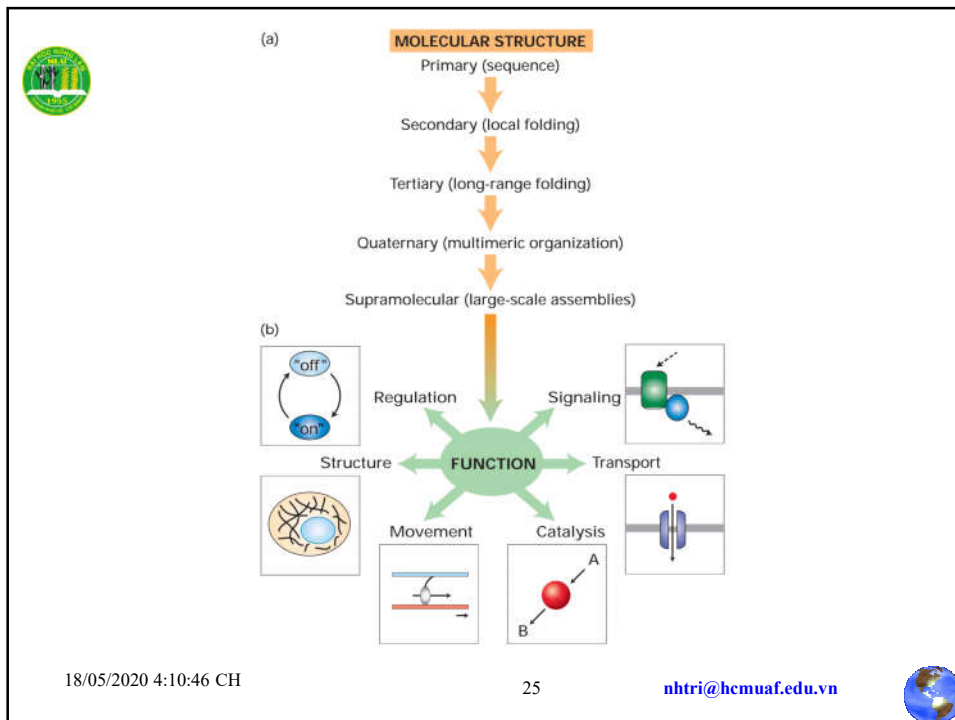 (a)
MOLECULAR STRUCTURE
Primary (sequence)
NLU
1955
Secondary (local folding)
Tertiary (long-range folding)
Quaternary (multimeric organization)
Supramolecular (large-scale assemblies)
(b)
"off"
"on"
Regulation
Signaling
Structure
FUNCTION
Transport
Movement
Catalysis
A
B
18/05/2020 4:10:46 CH
25
nhtri@hcmuaf.edu.vn